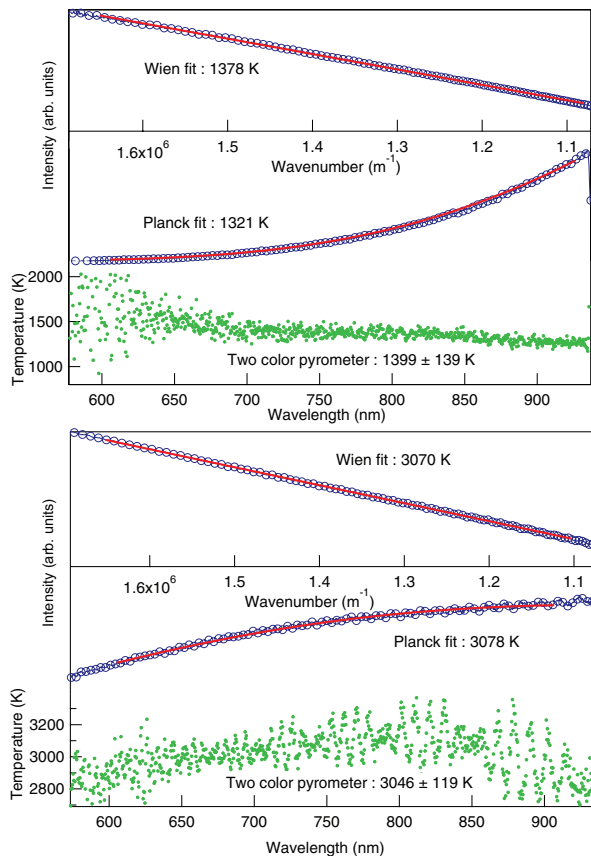 Intensity (arb. units)
Wien fit : 1378 K
1.6x10⁶ 1.5 1.4 1.3 1.2 1.1
Wavenumber (m⁻¹)
Planck fit : 1321 K
Temperature (K)
2000
1500
1000
Two color pyrometer : 1399 ± 139 K
600 650 700 750 800 850 900
Wavelength (nm)
Intensity (arb. units)
Wien fit : 3070 K
1.6x10⁶ 1.5 1.4 1.3 1.2 1.1
Wavenumber (m⁻¹)
Planck fit : 3078 K
Temperature (K)
3200
3000
2800
Two color pyrometer : 3046 ± 119 K
600 650 700 750 800 850 900
Wavelength (nm)